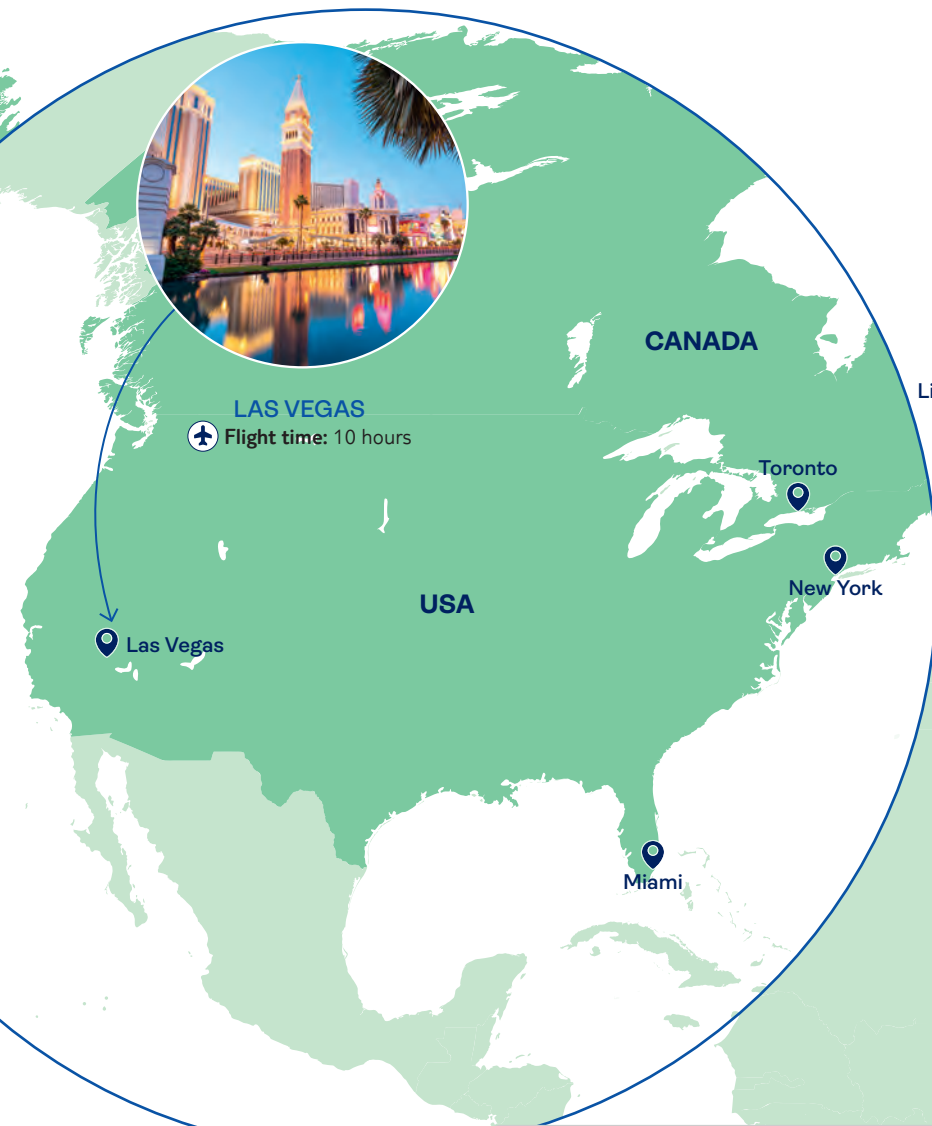 CANADA
LAS VEGAS
Flight time: 10 hours
Toronto
New York
USA
Las Vegas
Miami